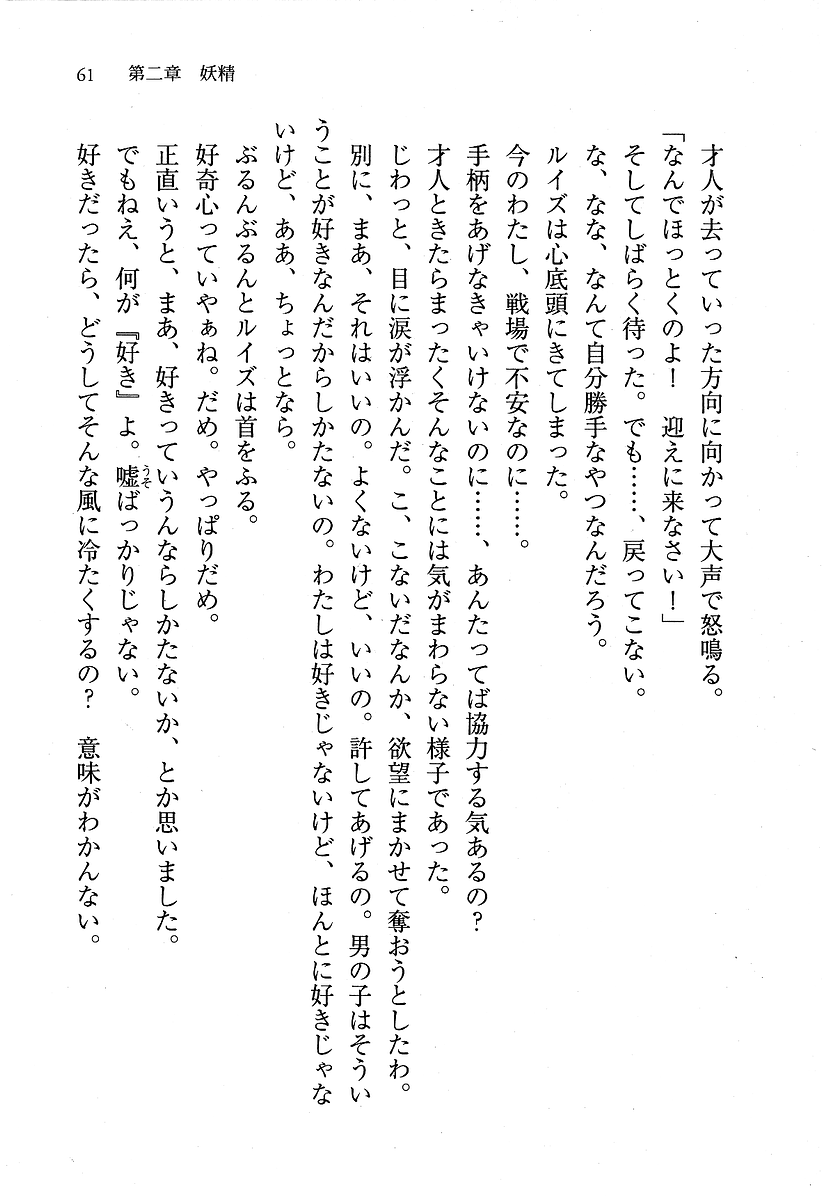 61　第二章　妖精
才人が去っていった方向に向かって大声で怒鳴る。
「なんでほっとくのよ！　迎えに来なさい！」
そしてしばらく待った。でも……、戻ってこない。
な、なな、なんて自分勝手なやつなんだろう。
ルイズは心底頭にきてしまった。
今のわたし、戦場で不安なのに……。
手柄をあげなきゃいけないのに……、あんたってば協力する気あるの？
才人ときたらまったくそんなことには気がまわらない様子であった。
じわっと、目に涙が浮かんだ。こ、こないだなんか、欲望にまかせて奪おうとしたわ。
別に、まあ、それはいいの。よくないけど、いいの。許してあげるの。男の子はそうい
うことが好きなんだからしかたないの。わたしは好きじゃないけど、ほんとに好きじゃな
いけど、ああ、ちょっとなら。
ぶるんぶるんとルイズは首をふる。
好奇心っていやぁね。だめ。やっぱりだめ。
正直いうと、まあ、好きっていうんならしかたないか、とか思いました。
でもねえ、何が『好き』よ。嘘ばっかりじゃない。
うそ
好きだったら、どうしてそんな風に冷たくするの？　意味がわかんない。